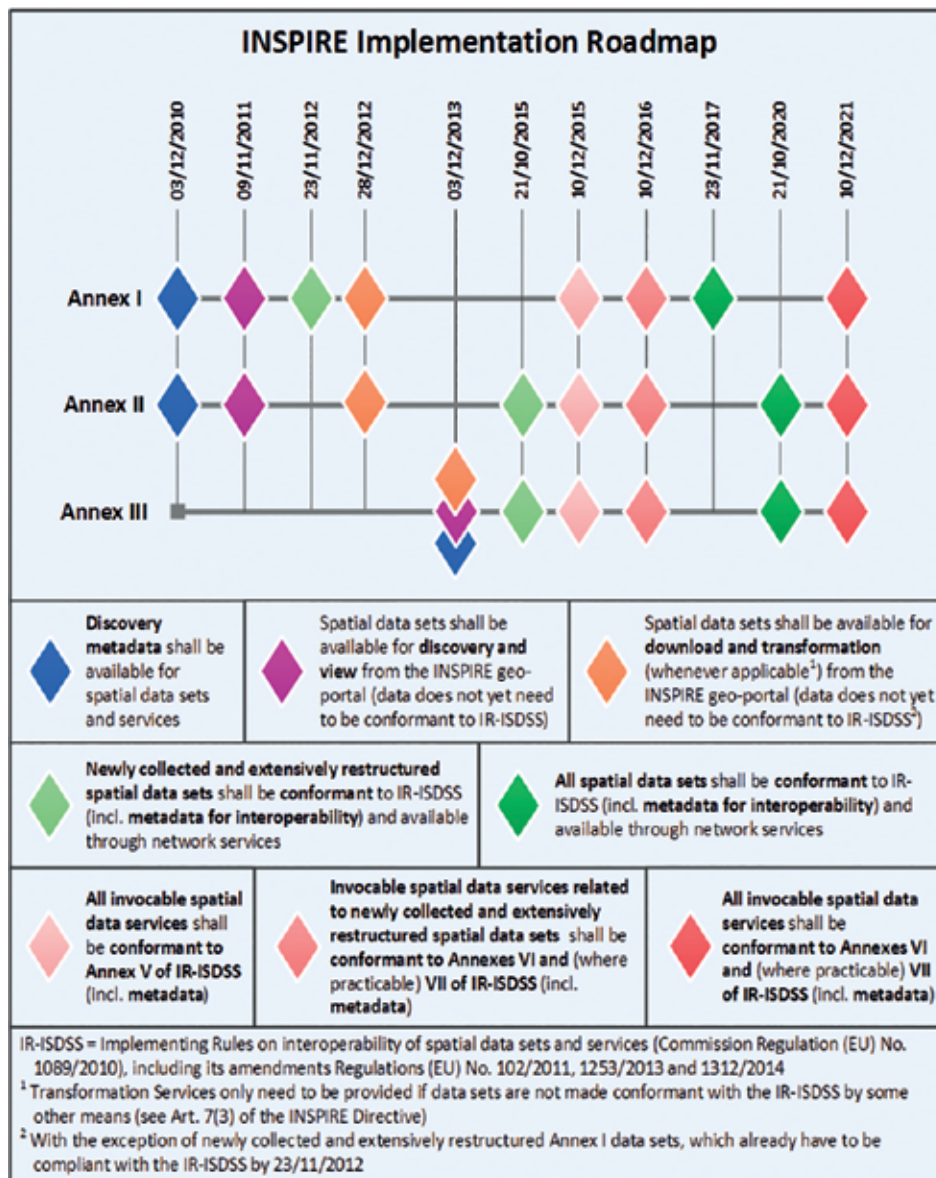 INSPIRE Implementation Roadmap
03/12/2010
09/11/2011
23/11/2012
28/12/2012
03/12/2013
21/10/2015
10/12/2015
10/12/2016
23/11/2017
21/10/2020
10/12/2021
Annex I
Annex II
Annex III
Discovery
metadata shall be
available for
spatial data sets
and services
Spatial data sets shall be
available for discovery and
view from the INSPIRE geo-
portal (data does not yet need
to be conformant to IR-ISDSS)
Spatial data sets shall be available for
download and transformation
(whenever applicable¹) from the
INSPIRE geo-portal (data does not yet
need to be conformant to IR-ISDSS²)
Newly collected and extensively restructured
spatial data sets shall be conformant to IR-ISDSS
(incl. metadata for interoperability) and available
through network services
All spatial data sets shall be conformant to IR-
ISDSS (incl. metadata for interoperability) and
available through network services
All invocable spatial
data services shall
be conformant to
Annex V of IR-ISDSS
(incl. metadata)
Invocable spatial data services related
to newly collected and extensively
restructured spatial data sets shall be
conformant to Annexes VI and (where
practicable) VII of IR-ISDSS (incl.
metadata)
All invocable spatial data
services shall be
conformant to Annexes VI
and (where practicable) VII
of IR-ISDSS (incl. metadata)
IR-ISDSS = Implementing Rules on interoperability of spatial data sets and services (Commission Regulation (EU) No.
1089/2010), including its amendments Regulations (EU) No. 102/2011, 1253/2013 and 1312/2014
¹ Transformation Services only need to be provided if data sets are not made conformant with the IR-ISDSS by some
other means (see Art. 7(3) of the INSPIRE Directive)
² With the exception of newly collected and extensively restructured Annex I data sets, which already have to be
compliant with the IR-ISDSS by 23/11/2012